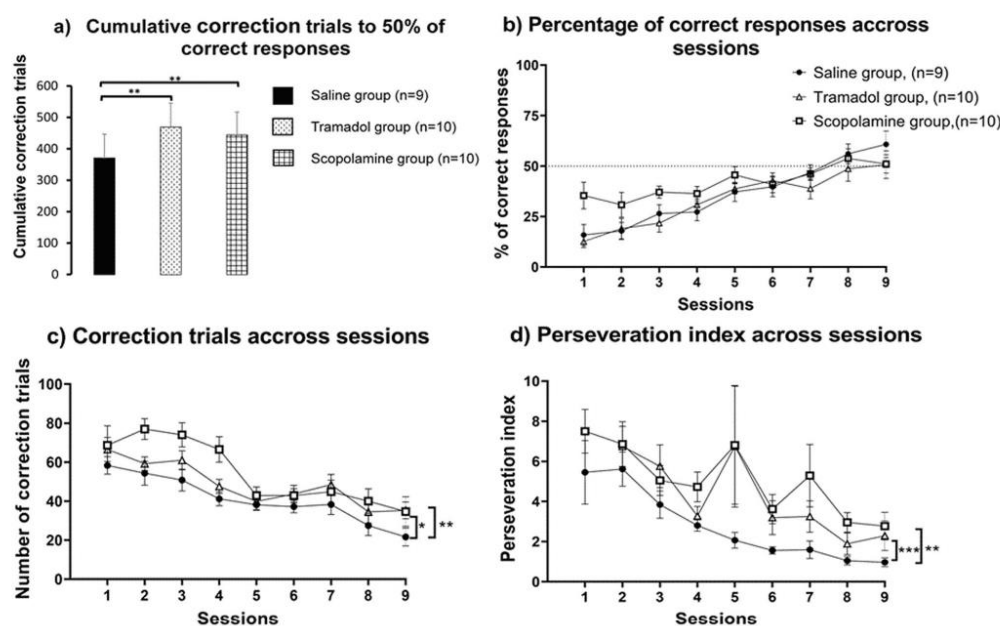 a) Cumulative correction trials to 50% of
correct responses
Cumulative correction trials
600
500
400
300
200
100
0
**
**
Saline group (n=9)
Tramadol group (n=10)
Scopolamine group (n=10)
b) Percentage of correct responses accross
sessions
% of correct responses
100
75
50
25
0
Saline group, (n=9)
Tramadol group, (n=10)
Scopolamine group,(n=10)
1 2 3 4 5 6 7 8 9
Sessions
c) Correction trials accross sessions
Number of correction trials
100
80
60
40
20
0
* **
1 2 3 4 5 6 7 8 9
Sessions
d) Perseveration index across sessions
Perseveration index
10
8
6
4
2
0
*** **
1 2 3 4 5 6 7 8 9
Sessions